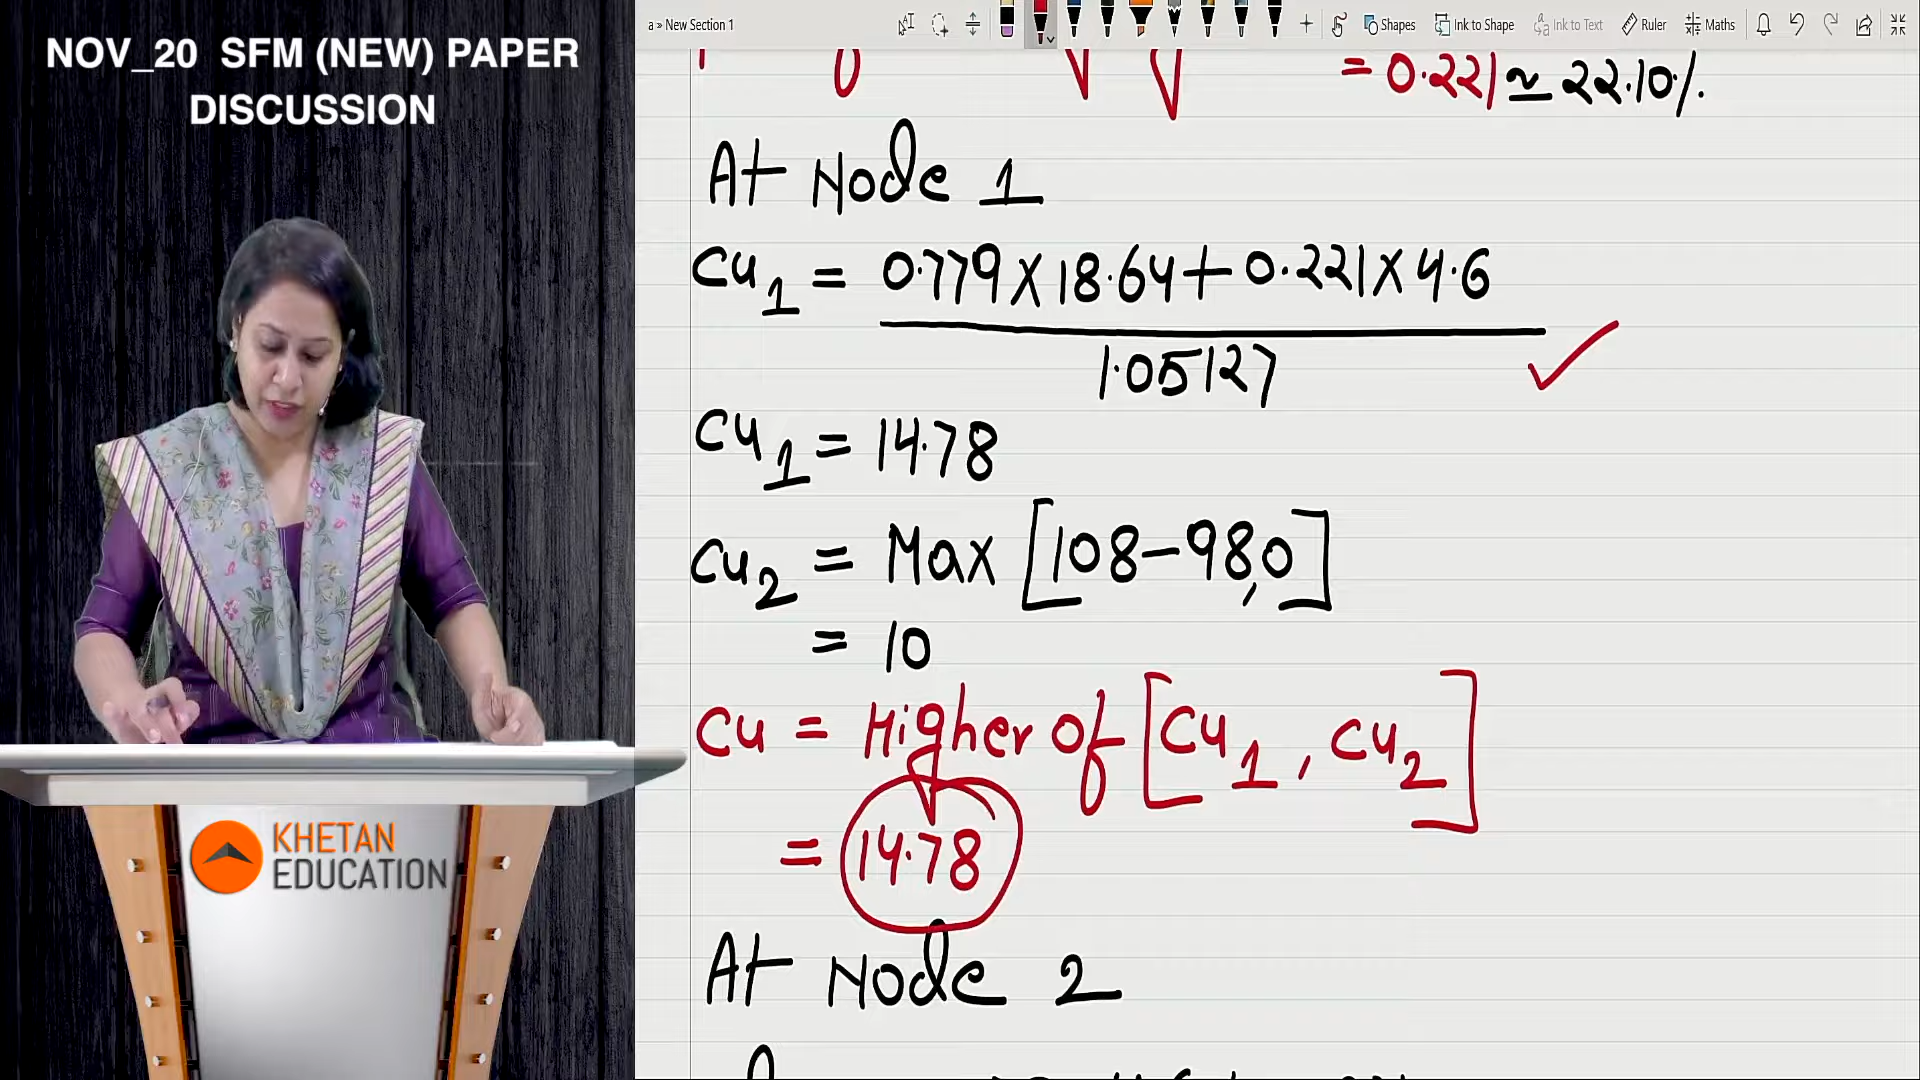 NOV_20 SFM (NEW) PAPER
DISCUSSION
a » New Section 1
Shapes
Ink to Shape
Ink to Text
Ruler
Maths
= 0.221 ≃ 22.10%.
At Node 1
Cu1 = 0.779 X 18.64 + 0.221 X 4.6
1.05127
Cu1 = 14.78
Cu2 = Max [108-98,0]
= 10
Cu = Higher of [Cu1, Cu2]
= 14.78
At Node 2
KHETAN
EDUCATION